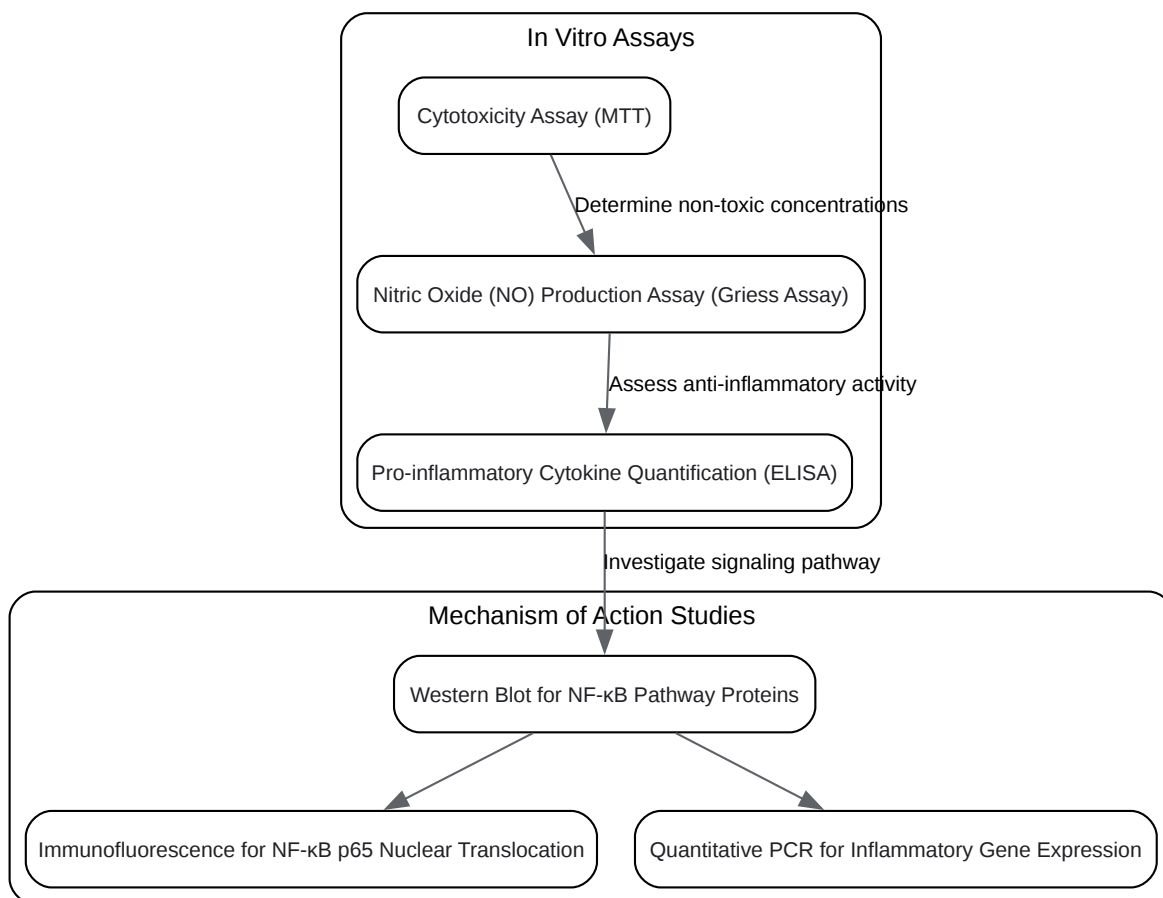 In Vitro Assays
Cytotoxicity Assay (MTT)
Determine non-toxic concentrations
Nitric Oxide (NO) Production Assay (Griess Assay)
Assess anti-inflammatory activity
Pro-inflammatory Cytokine Quantification (ELISA)
Investigate signaling pathway
Mechanism of Action Studies
Western Blot for NF-κB Pathway Proteins
Immunofluorescence for NF-κB p65 Nuclear Translocation
Quantitative PCR for Inflammatory Gene Expression